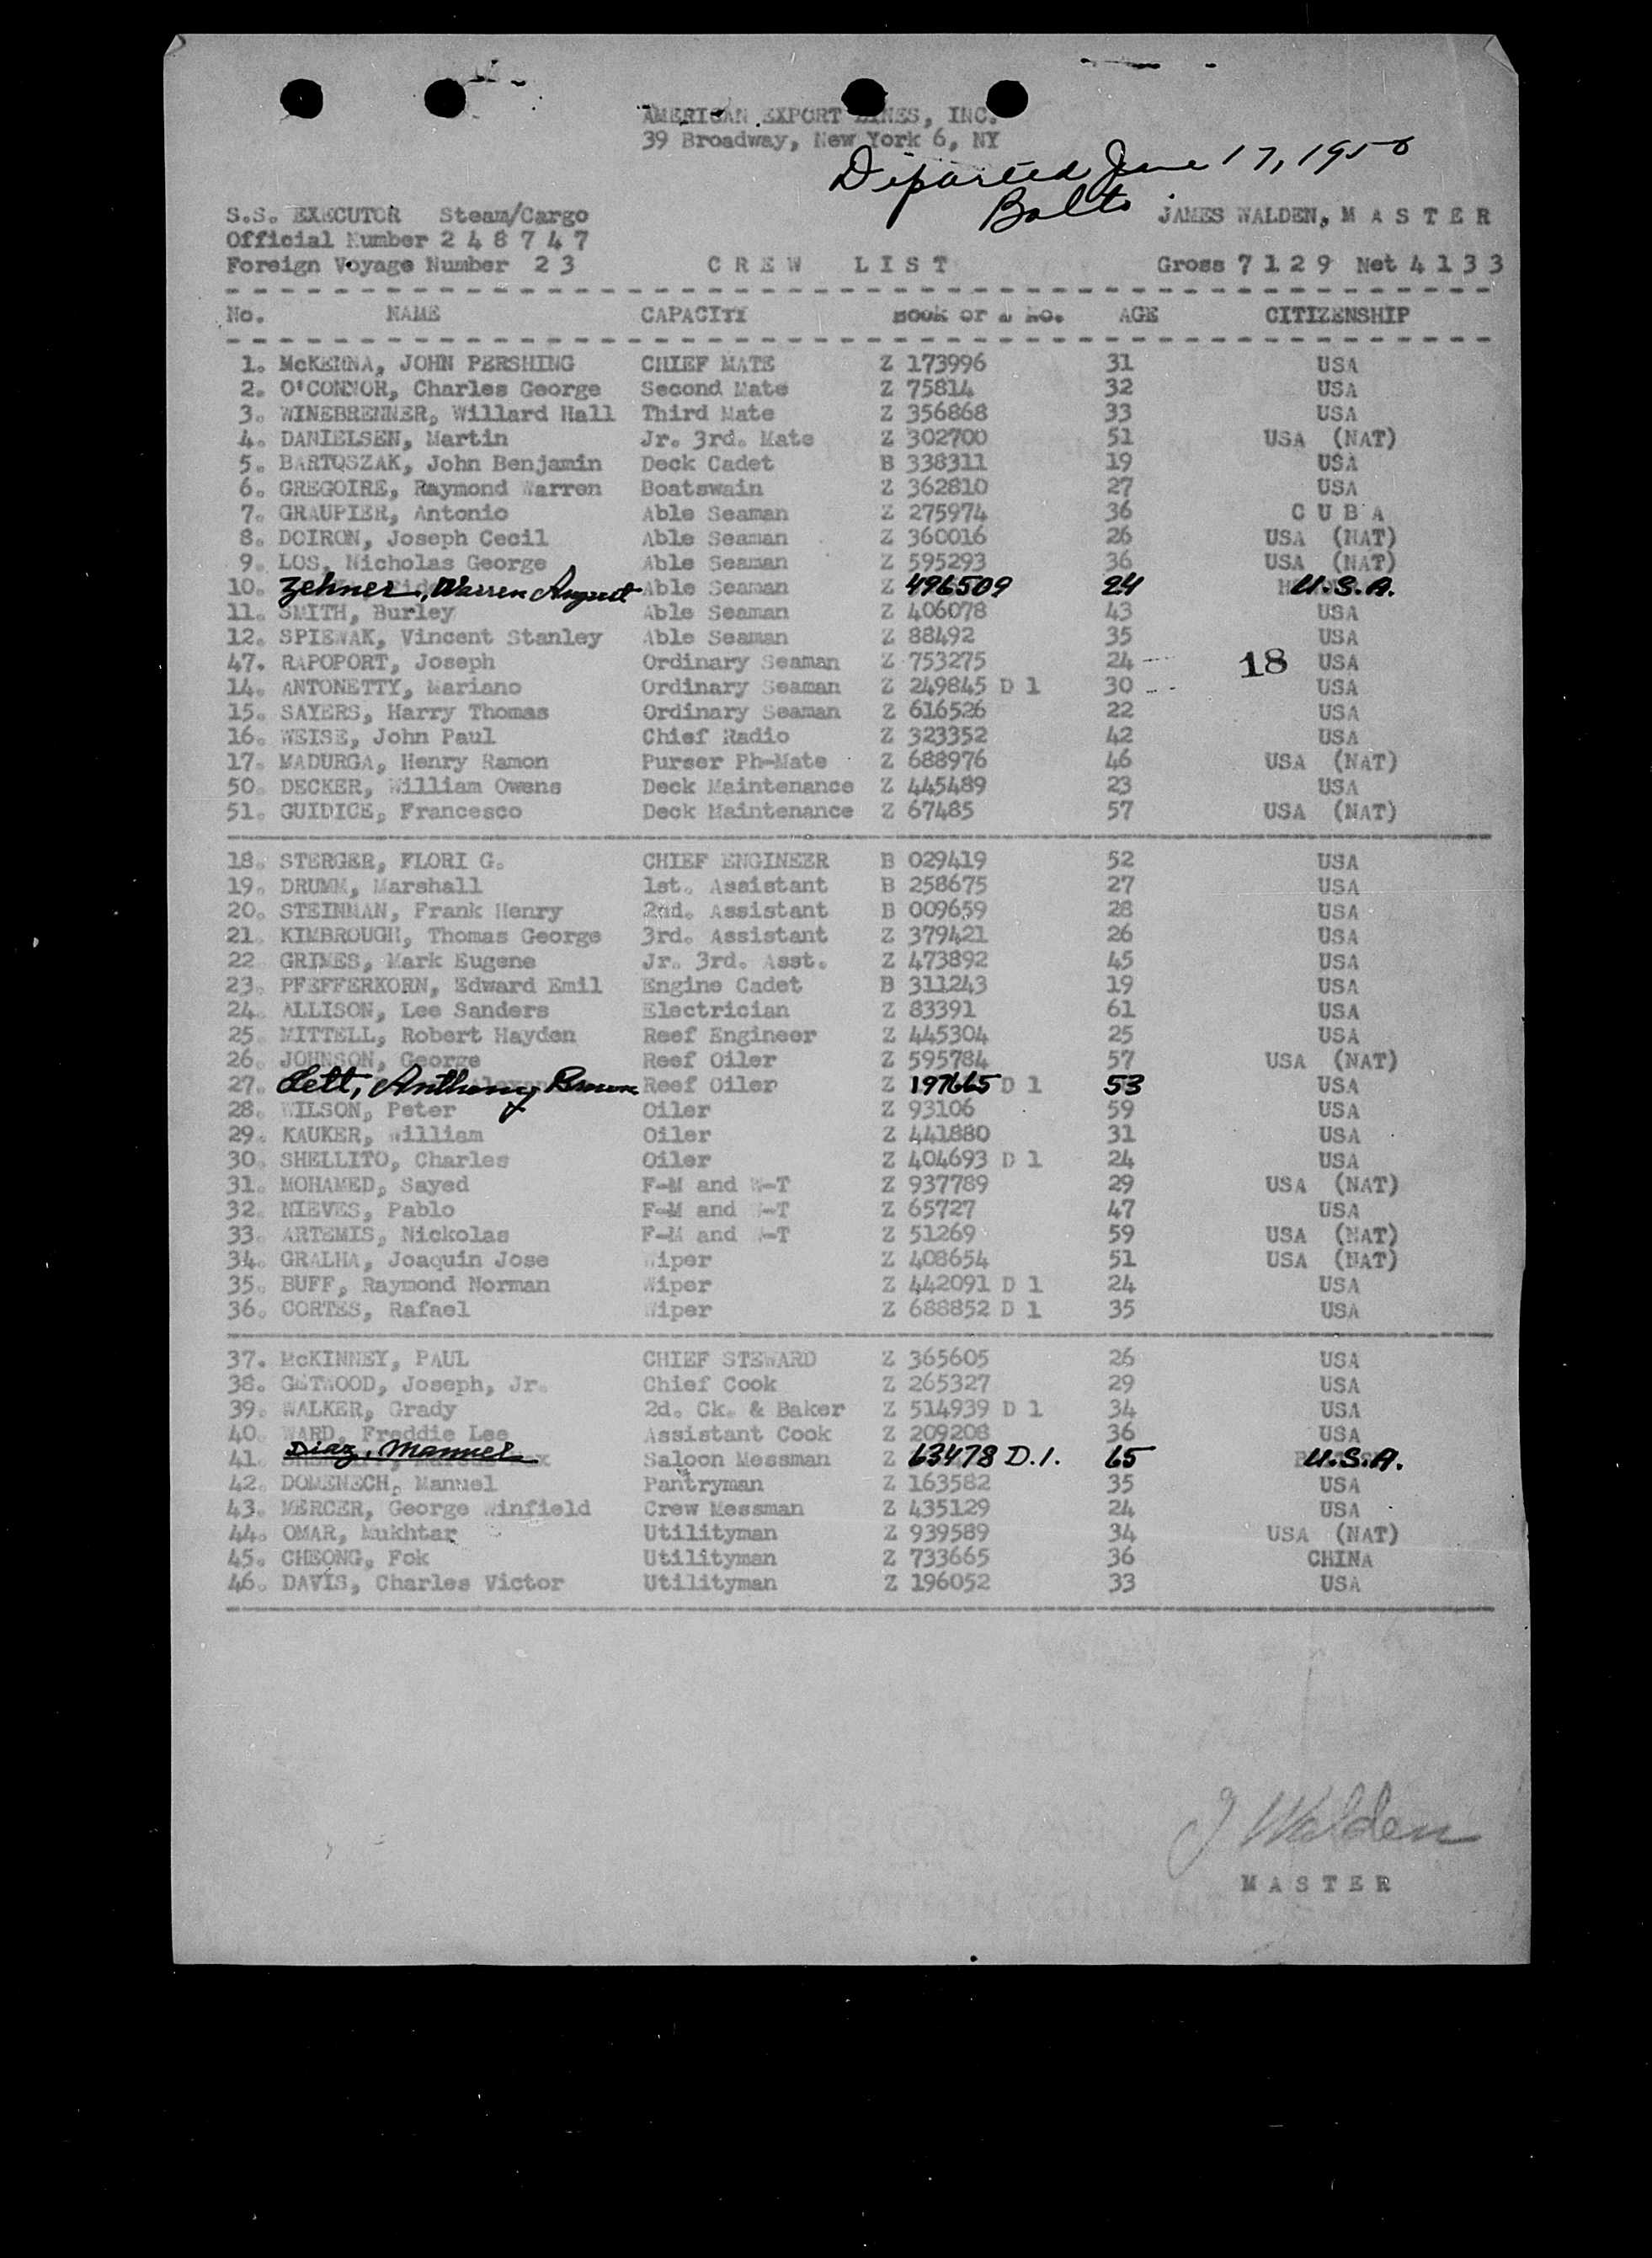 AMERICAN EXPORT LINES, INC.
39 Broadway, New York 6, NY
Departed June 17, 1950
Balto
S.S. EXECUTOR Steam/Cargo JAMES WALDEN, M A S T E R
Official Number 2 4 8 7 4 7
Foreign Voyage Number 2 3 C R E W L I S T Gross 7 1 2 9 Net 4 1 3 3
No. NAME CAPACITY Book or Z No. AGE CITIZENSHIP
1. McKENNA, JOHN PERSHING CHIEF MATE Z 173996 31 USA
2. O'CONNOR, Charles George Second Mate Z 75814 32 USA
3. WINEBRENNER, Willard Hall Third Mate Z 356868 33 USA
4. DANIELSEN, Martin Jr. 3rd. Mate Z 302700 51 USA (NAT)
5. BARTOSZAK, John Benjamin Deck Cadet B 338311 19 USA
6. GREGOIRE, Raymond Warren Boatswain Z 362810 27 USA
7. GRAUPIER, Antonio Able Seaman Z 275974 36 C U B A
8. DOIRON, Joseph Cecil Able Seaman Z 360016 26 USA (NAT)
9. LOS, Nicholas George Able Seaman Z 595293 36 USA (NAT)
10. Zehner, Warren August Able Seaman Z 496509 24 U.S.A.
11. SMITH, Burley Able Seaman Z 406078 43 USA
12. SPIEWAK, Vincent Stanley Able Seaman Z 88492 35 USA
47. RAPOPORT, Joseph Ordinary Seaman Z 753275 24 18 USA
14. ANTONETTY, Mariano Ordinary Seaman Z 249845 D 1 30 USA
15. SAYERS, Harry Thomas Ordinary Seaman Z 616526 22 USA
16. WEISE, John Paul Chief Radio Z 323352 42 USA
17. MADURGA, Henry Ramon Purser Ph-Mate Z 688976 46 USA (NAT)
50. DECKER, William Owens Deck Maintenance Z 445489 23 USA
51. GUIDICE, Francesco Deck Maintenance Z 67485 57 USA (NAT)
18. STERGER, FLORI G. CHIEF ENGINEER B 029419 52 USA
19. DRUMM, Marshall 1st. Assistant B 258675 27 USA
20. STEINMAN, Frank Henry 2nd. Assistant B 009659 28 USA
21. KIMBROUGH, Thomas George 3rd. Assistant Z 379421 26 USA
22 GRIMES, Mark Eugene Jr. 3rd. Asst. Z 473892 45 USA
23. PFEFFERKORN, Edward Emil Engine Cadet B 311243 19 USA
24. ALLISON, Lee Sanders Electrician Z 83391 61 USA
25. MITTELL, Robert Hayden Reef Engineer Z 445304 25 USA
26. JOHNSON, George Reef Oiler Z 595784 57 USA (NAT)
27. Lett, Anthony Brown Reef Oiler Z 197665 D 1 53 USA
28. WILSON, Peter Oiler Z 93106 59 USA
29. KAUKER, William Oiler Z 441880 31 USA
30. SHELLITO, Charles Oiler Z 404693 D 1 24 USA
31. MOHAMED, Sayed F-M and W-T Z 937789 29 USA (NAT)
32. NIEVES, Pablo F-M and W-T Z 65727 47 USA
33. ARTEMIS, Nickolas F-M and W-T Z 51269 59 USA (NAT)
34. GRALHA, Joaquin Jose Wiper Z 408654 51 USA (NAT)
35. BUFF, Raymond Norman Wiper Z 442091 D 1 24 USA
36. CORTES, Rafael Wiper Z 688852 D 1 35 USA
37. McKINNEY, PAUL CHIEF STEWARD Z 365605 26 USA
38. GETWOOD, Joseph, Jr. Chief Cook Z 265327 29 USA
39. WALKER, Grady 2d. Ck. & Baker Z 514939 D 1 34 USA
40. WARD, Freddie Lee Assistant Cook Z 209208 36 USA
41. Diaz, Manuel Saloon Messman Z 63478 D.1. 65 U.S.A.
42. DOMENECH, Manuel Pantryman Z 163582 35 USA
43. MERCER, George Winfield Crew Messman Z 435129 24 USA
44. OMAR, Mukhtar Utilityman Z 939589 34 USA (NAT)
45. CHEONG, Fok Utilityman Z 733665 36 CHINA
46. DAVIS, Charles Victor Utilityman Z 196052 33 USA
J Walden
M A S T E R